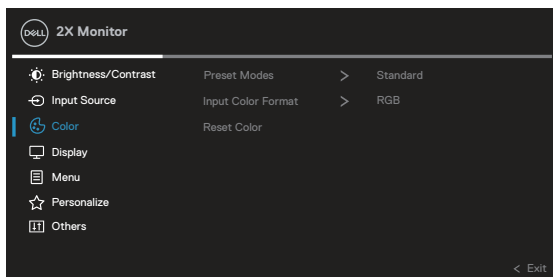 DELL 2X Monitor
Brightness/Contrast Preset Modes > Standard
Input Source Input Color Format > RGB
Color Reset Color
Display
Menu
Personalize
Others
< Exit